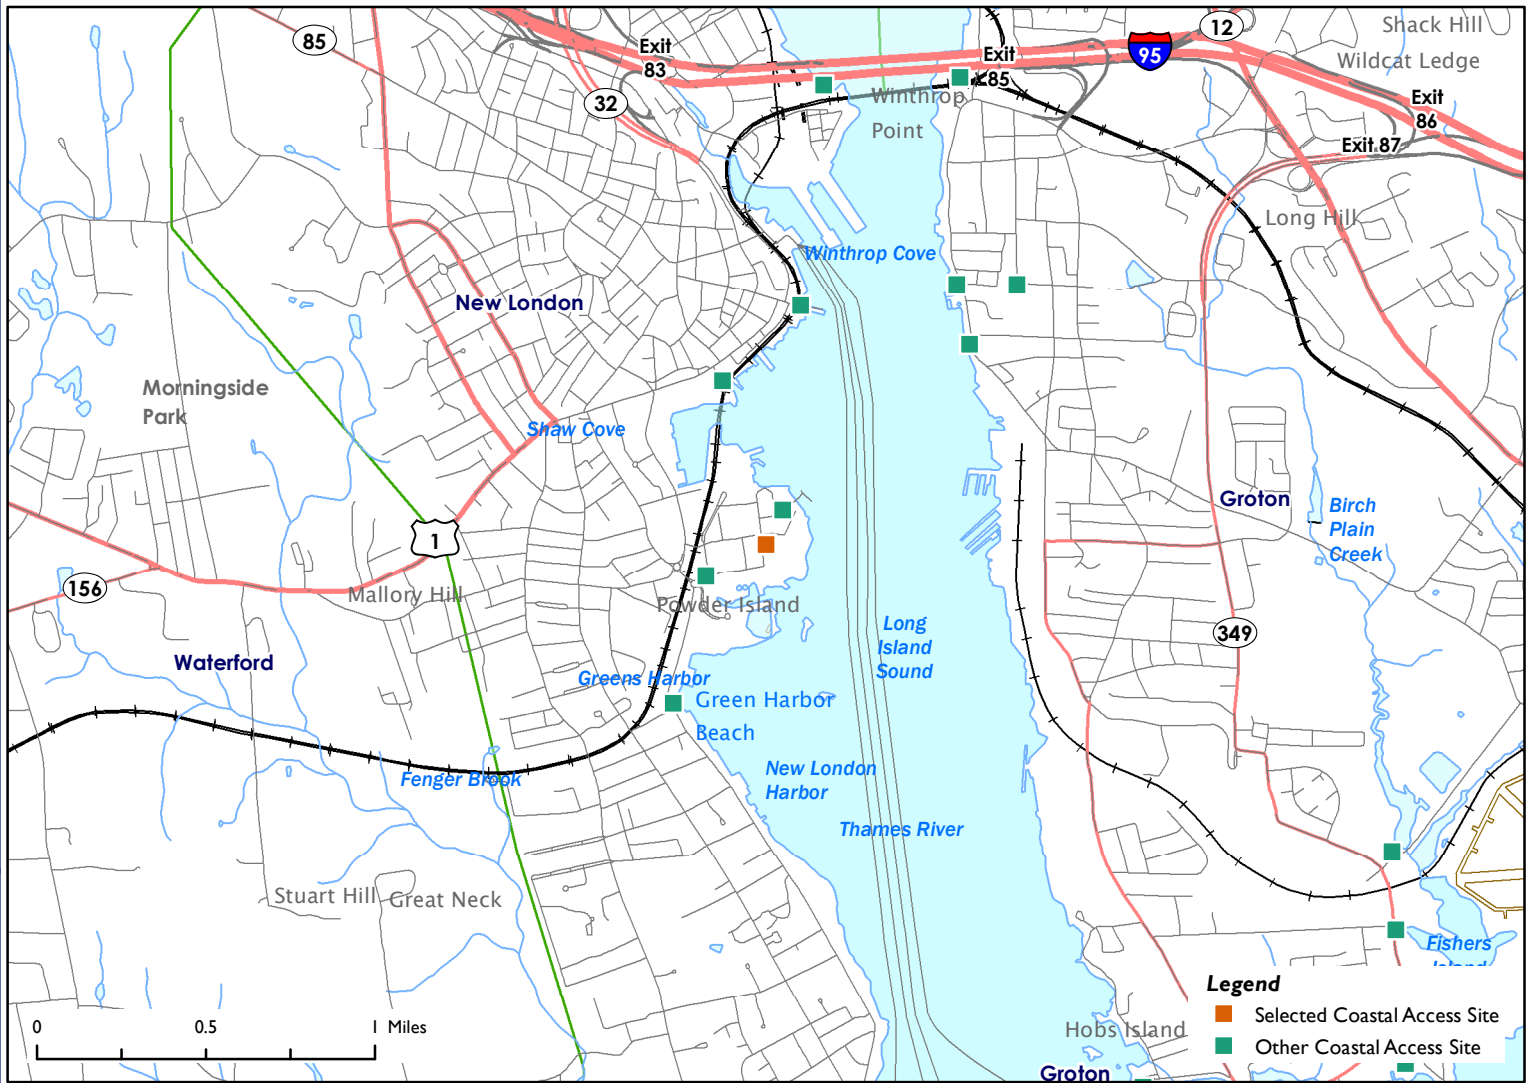 85
Exit
83
32
Exit
85
95
12
Shack Hill
Wildcat Ledge
Exit
86
Exit 87
Winthrop
Point
Long Hill
Winthrop Cove
New London
Morningside
Park
Shaw Cove
1
Groton
Birch
Plain
Creek
156
Mallory Hill
Powder Island
Long
Island
Sound
349
Waterford
Greens Harbor
Green Harbor
Beach
New London
Harbor
Fenger Brook
Thames River
Stuart Hill
Great Neck
Fishers
Island
Hobs Island
Groton
Legend
Selected Coastal Access Site
Other Coastal Access Site
0 0.5 1 Miles